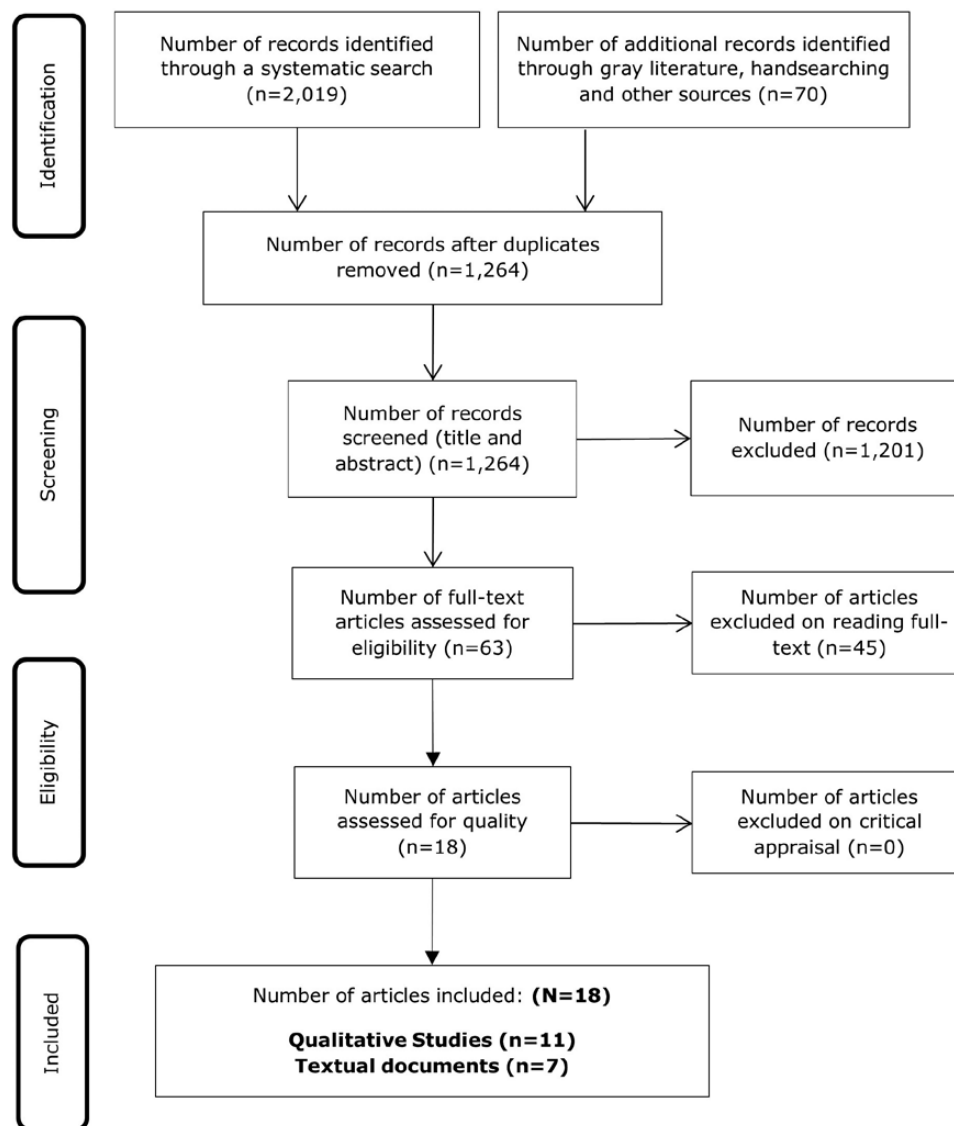 Identification
Number of records identified
through a systematic search
(n=2,019)
Number of additional records identified
through gray literature, handsearching
and other sources (n=70)
Number of records after duplicates
removed (n=1,264)
Screening
Number of records
screened (title and
abstract) (n=1,264)
Number of records
excluded (n=1,201)
Number of full-text
articles assessed for
eligibility (n=63)
Number of articles
excluded on reading full-
text (n=45)
Eligibility
Number of articles
assessed for quality
(n=18)
Number of articles
excluded on critical
appraisal (n=0)
Included
Number of articles included: (N=18)
Qualitative Studies (n=11)
Textual documents (n=7)